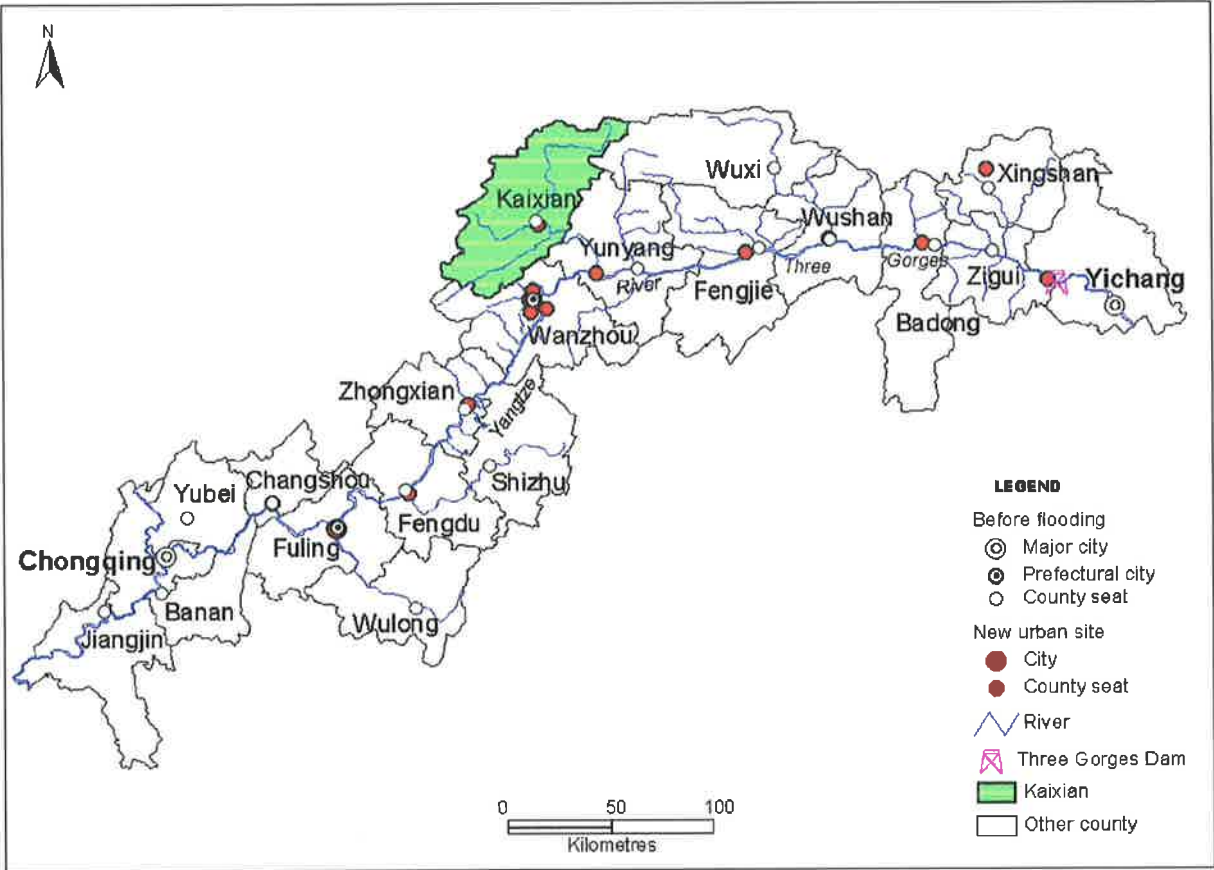 N
Wuxi
Xingshan
Kaixian
Wushan
Yunyang
Three
Gorges
River
Fengjie
Zigui
Yichang
Badong
Wanzhou
Zhongxian
Yangtze
Changshou
Shizhu
Yubei
Fengdu
Fuling
Chongqing
Banan
Wulong
Jiangjin
LEGEND
Before flooding
Major city
Prefectural city
County seat
New urban site
City
County seat
River
Three Gorges Dam
Kaixian
Other county
0 50 100
Kilometres